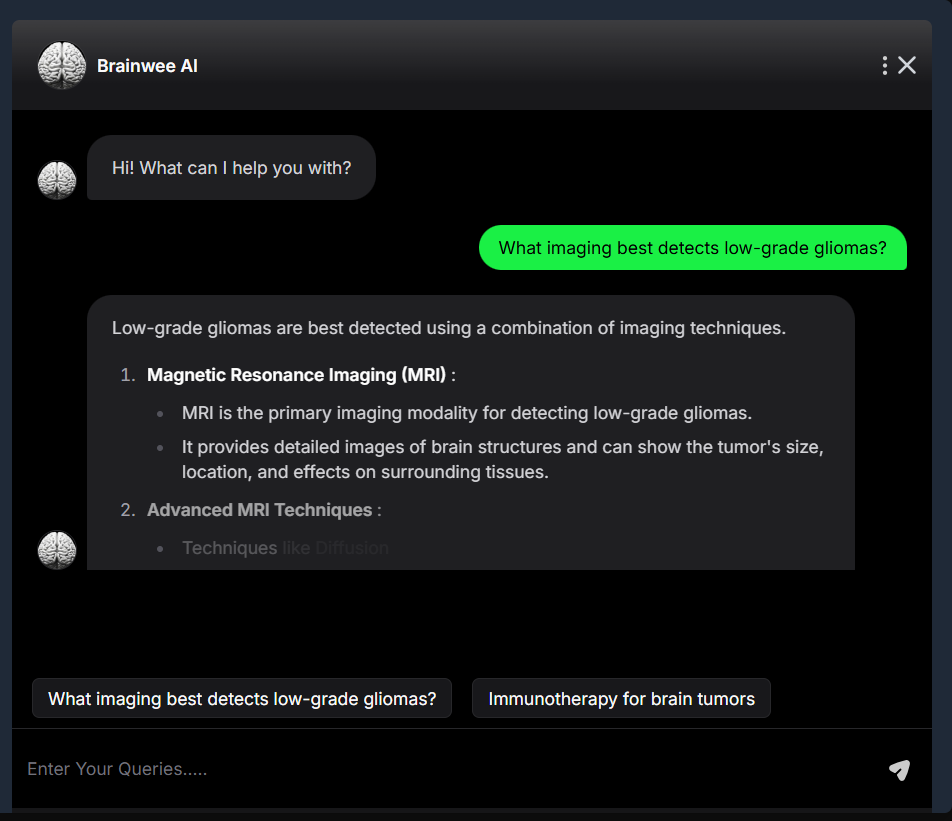 Brainwee AI
Hi! What can I help you with?
What imaging best detects low-grade gliomas?
Low-grade gliomas are best detected using a combination of imaging techniques.
1. Magnetic Resonance Imaging (MRI) :
• MRI is the primary imaging modality for detecting low-grade gliomas.
• It provides detailed images of brain structures and can show the tumor's size,
location, and effects on surrounding tissues.
2. Advanced MRI Techniques :
• Techniques like Diffusion
What imaging best detects low-grade gliomas?
Immunotherapy for brain tumors
Enter Your Queries.....